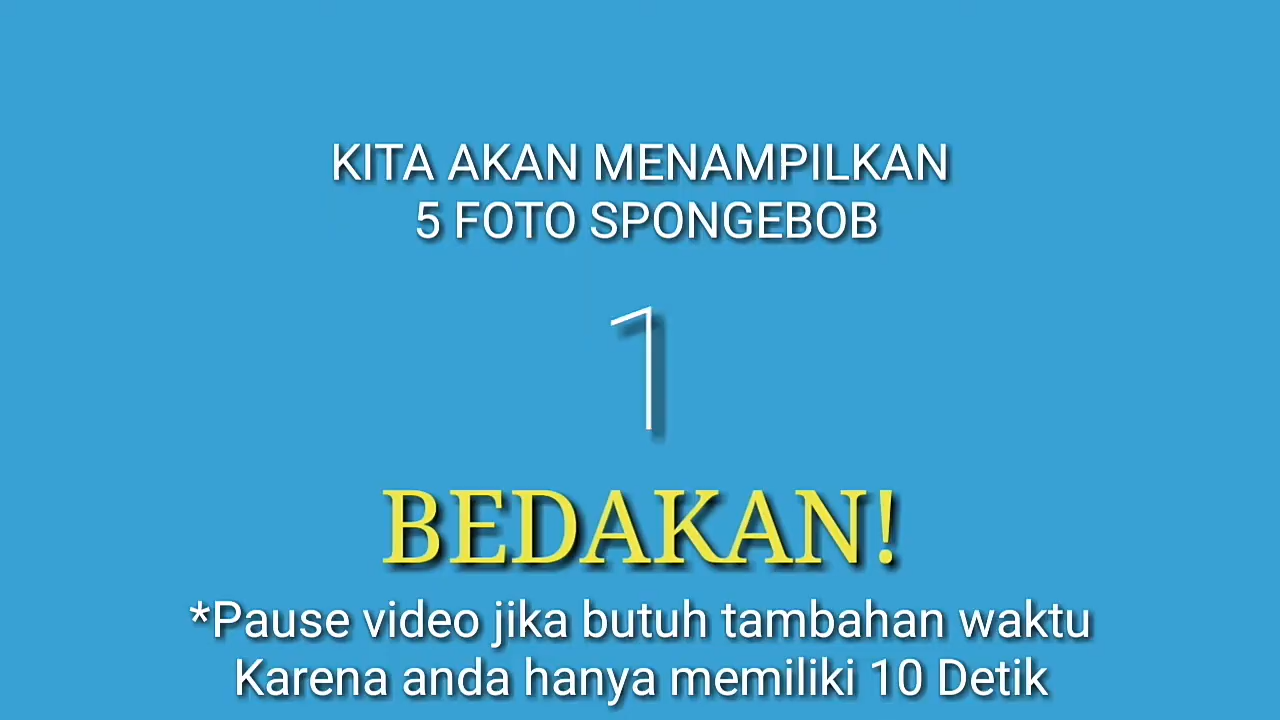 KITA AKAN MENAMPILKAN
5 FOTO SPONGEBOB
1
BEDAKAN!
*Pause video jika butuh tambahan waktu
Karena anda hanya memiliki 10 Detik